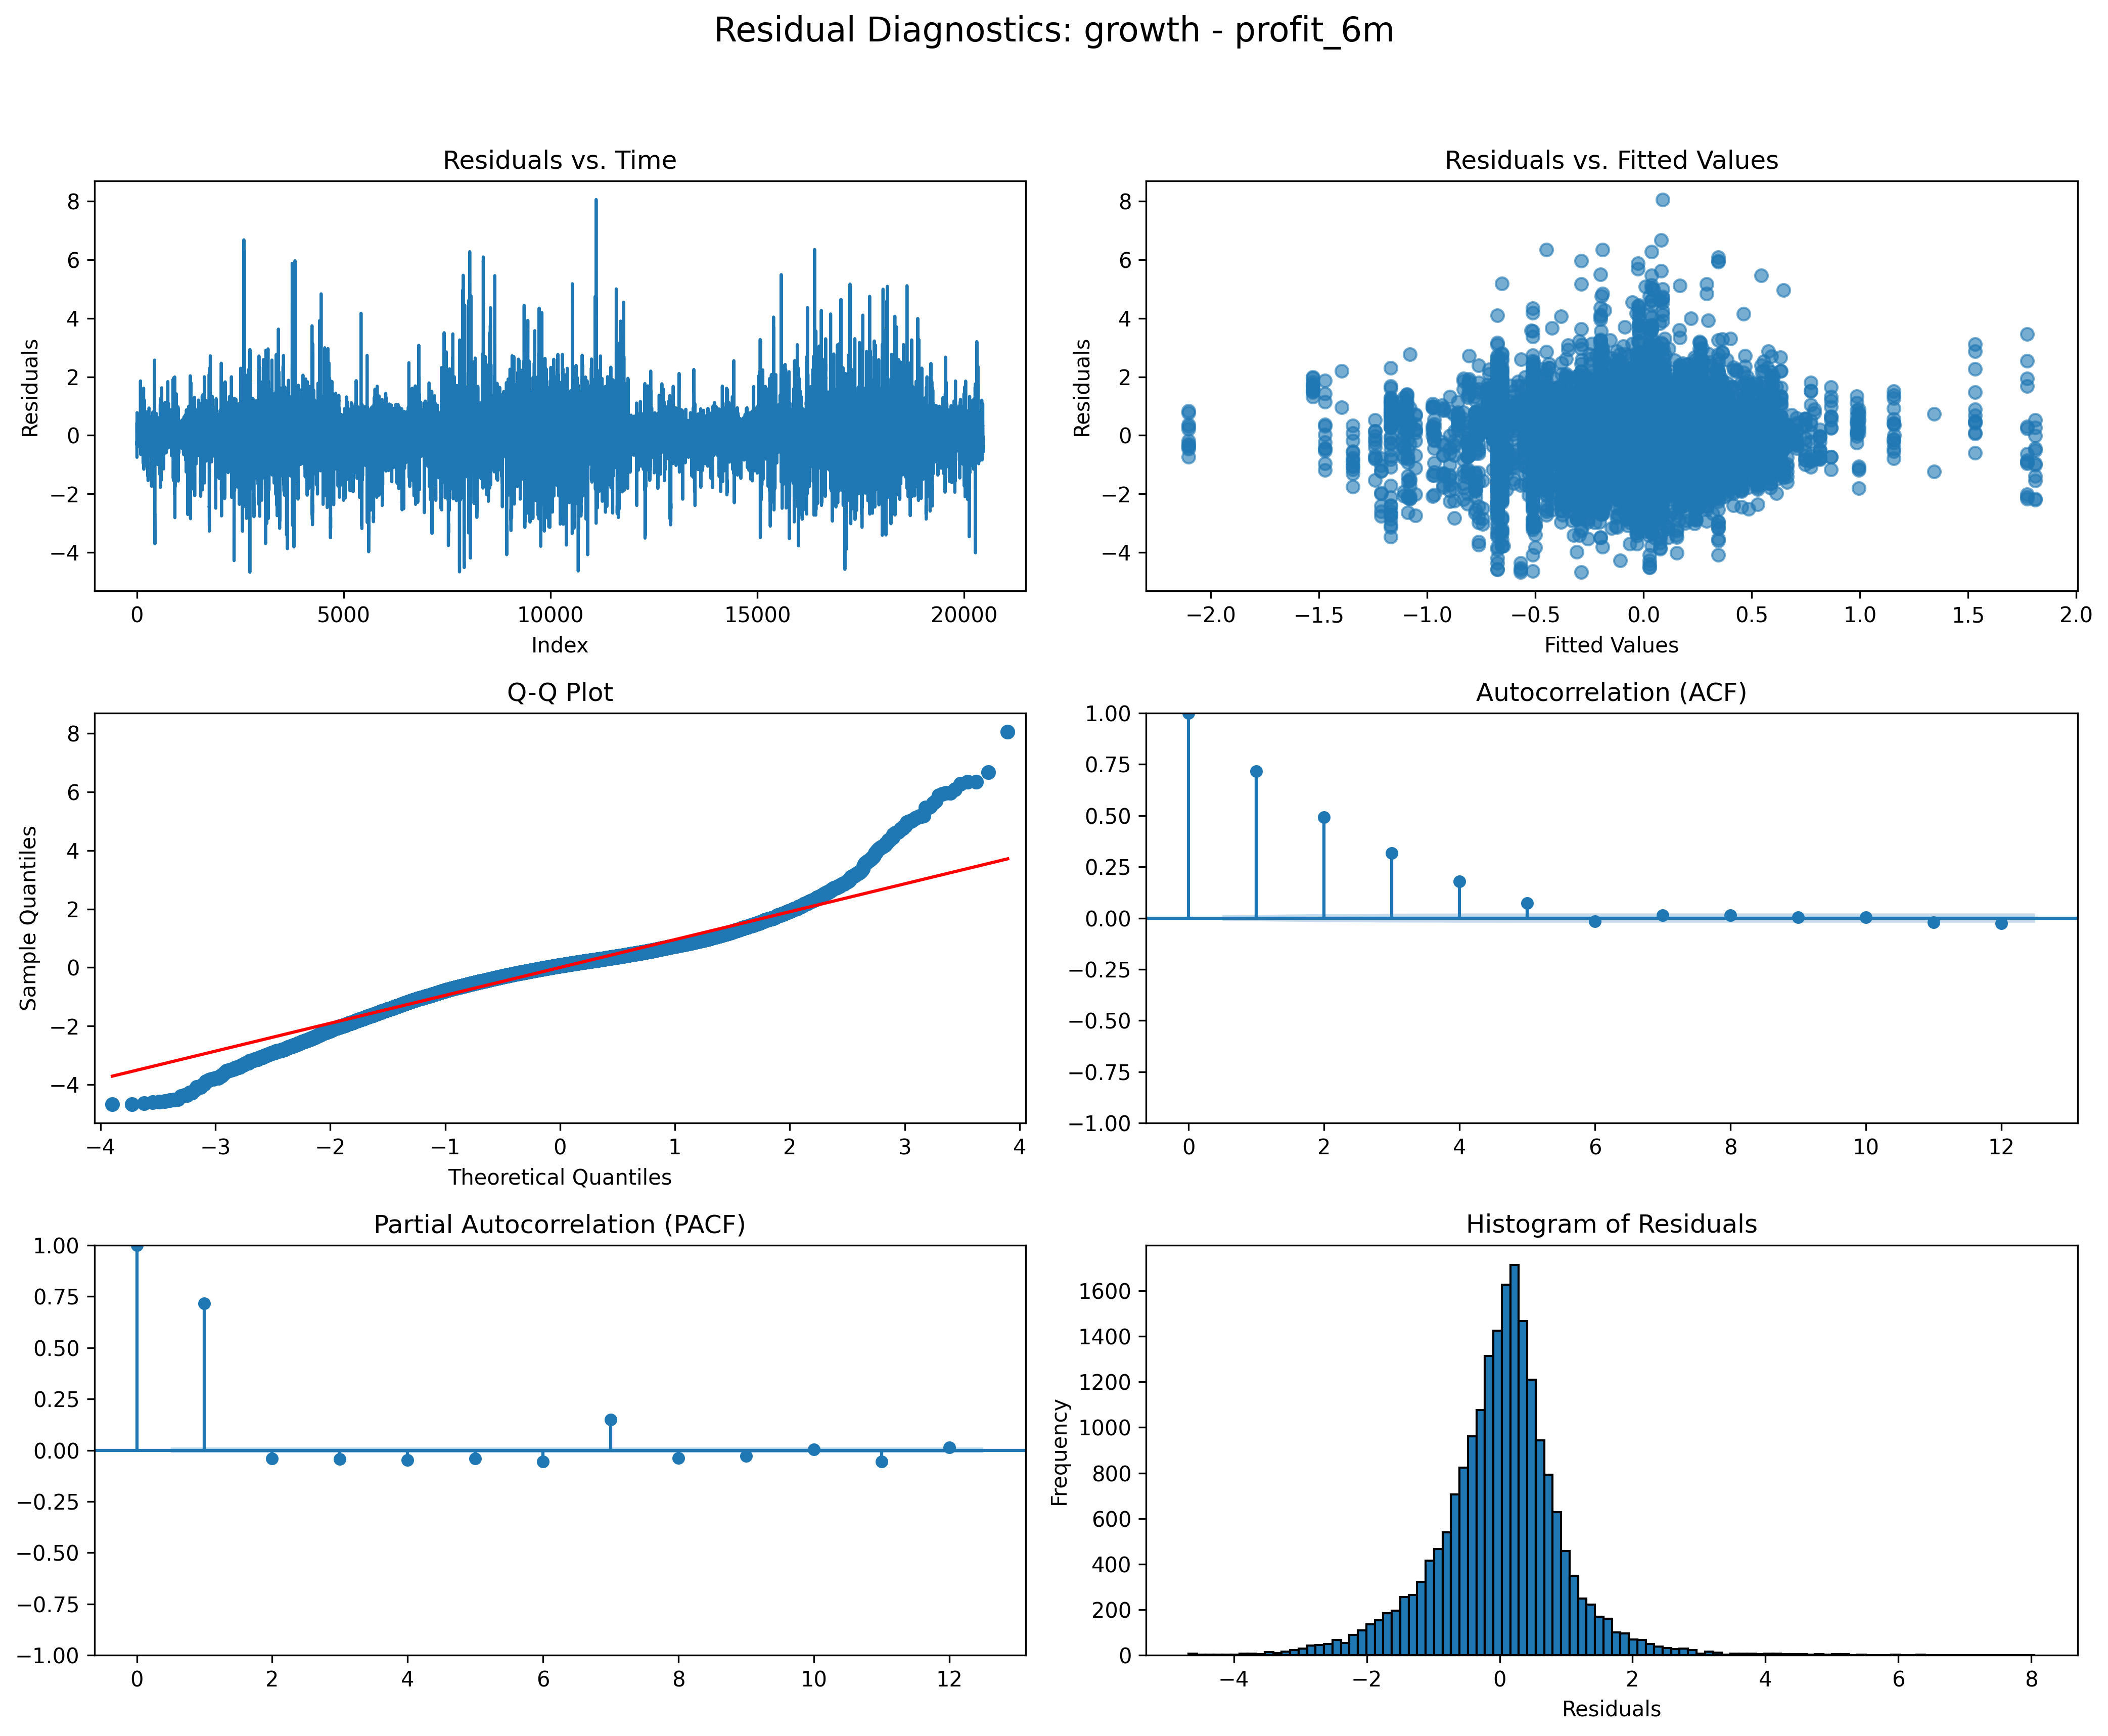 Residual Diagnostics: growth - profit_6m
Residuals vs. Time
Residuals
8
6
4
2
0
−2
−4
0 5000 10000 15000 20000
Index
Residuals vs. Fitted Values
Residuals
8
6
4
2
0
−2
−4
−2.0 −1.5 −1.0 −0.5 0.0 0.5 1.0 1.5 2.0
Fitted Values
Q-Q Plot
Sample Quantiles
8
6
4
2
0
−2
−4
−4 −3 −2 −1 0 1 2 3 4
Theoretical Quantiles
Autocorrelation (ACF)
1.00
0.75
0.50
0.25
0.00
−0.25
−0.50
−0.75
−1.00
0 2 4 6 8 10 12
Partial Autocorrelation (PACF)
1.00
0.75
0.50
0.25
0.00
−0.25
−0.50
−0.75
−1.00
0 2 4 6 8 10 12
Histogram of Residuals
Frequency
1600
1400
1200
1000
800
600
400
200
0
−4 −2 0 2 4 6 8
Residuals